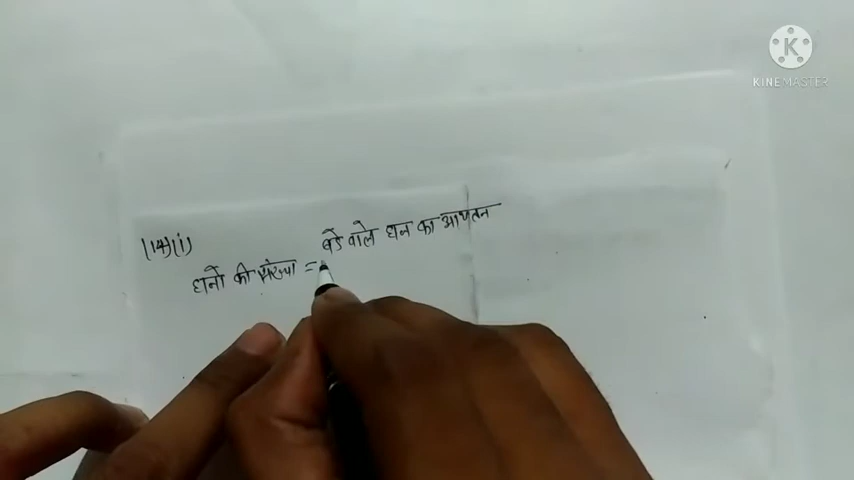 KINEMASTER
(14)(i)
बड़े वाले घन का आयतन
घनो की संख्या =